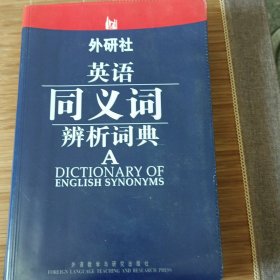 外研社
英语
同义词
辨析词典
A
DICTIONARY OF
ENGLISH SYNONYMS
外语教学与研究出版社
FOREIGN LANGUAGE TEACHING AND RESEARCH PRESS